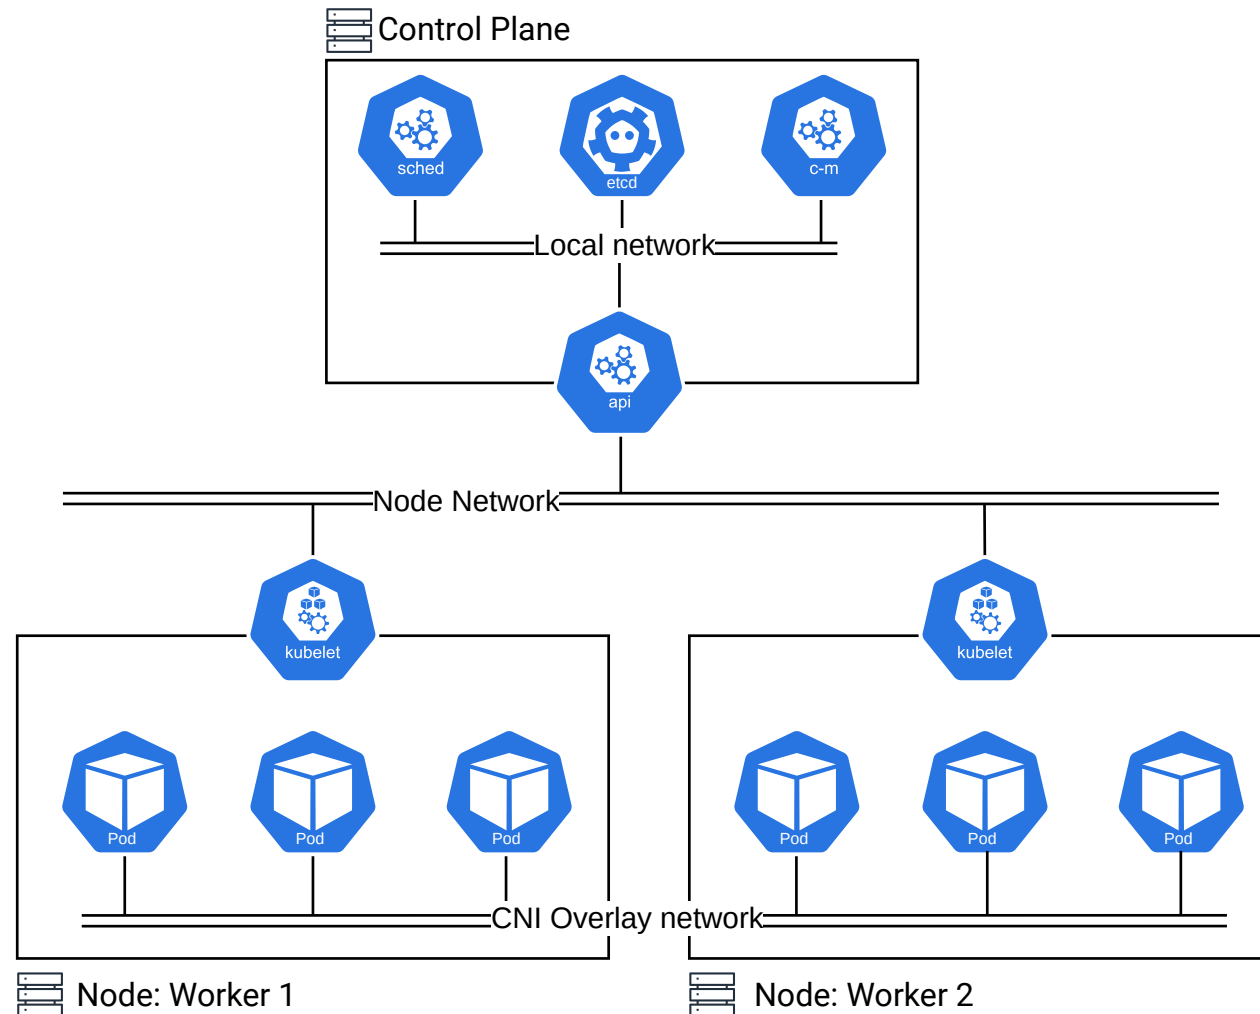 Control Plane
sched
etcd
c-m
Local network
api
Node Network
kubelet
kubelet
Pod
Pod
Pod
Pod
Pod
Pod
CNI Overlay network
Node: Worker 1
Node: Worker 2